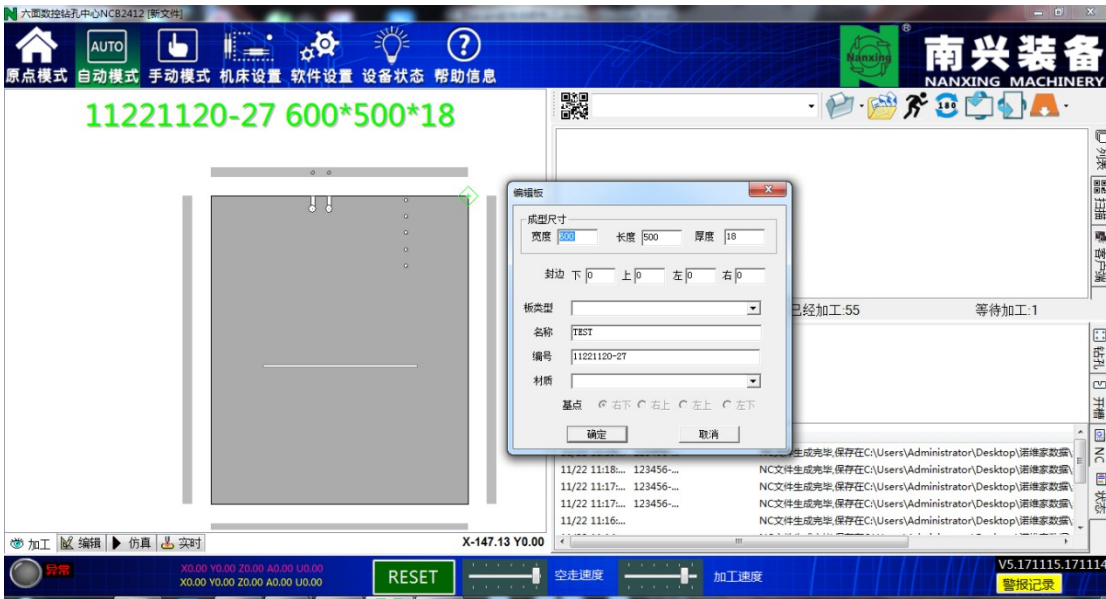 六面数控钻孔中心NCB2412 [新文件]
AUTO
原点模式 自动模式 手动模式 机床设置 软件设置 设备状态 帮助信息
Nanxing
®
南兴装备
NANXING MACHINERY
11221120-27 600*500*18
180
列表
扫描
客户端
编辑板
成型尺寸
宽度 600 长度 500 厚度 18
封边 下 0 上 0 左 0 右 0
板类型
名称 TEST
编号 11221120-27
材质
基点 右下 右上 左上 左下
确定 取消
已经加工:55 等待加工:1
钻孔
开槽
NC
状态
NC文件生成完毕,保存在C:\Users\Administrator\Desktop\诺维家数据\
11/22 11:18:... 123456-... NC文件生成完毕,保存在C:\Users\Administrator\Desktop\诺维家数据\
11/22 11:17:... 123456-... NC文件生成完毕,保存在C:\Users\Administrator\Desktop\诺维家数据\
11/22 11:17:... 123456-... NC文件生成完毕,保存在C:\Users\Administrator\Desktop\诺维家数据\
11/22 11:16:... NC文件生成完毕,保存在C:\Users\Administrator\Desktop\诺维家数据\
加工 编辑 仿真 实时 X-147.13 Y0.00
异常
X0.00 Y0.00 Z0.00 A0.00 U0.00
X0.00 Y0.00 Z0.00 A0.00 U0.00
RESET
空走速度
加工速度
V5.171115.171114
警报记录